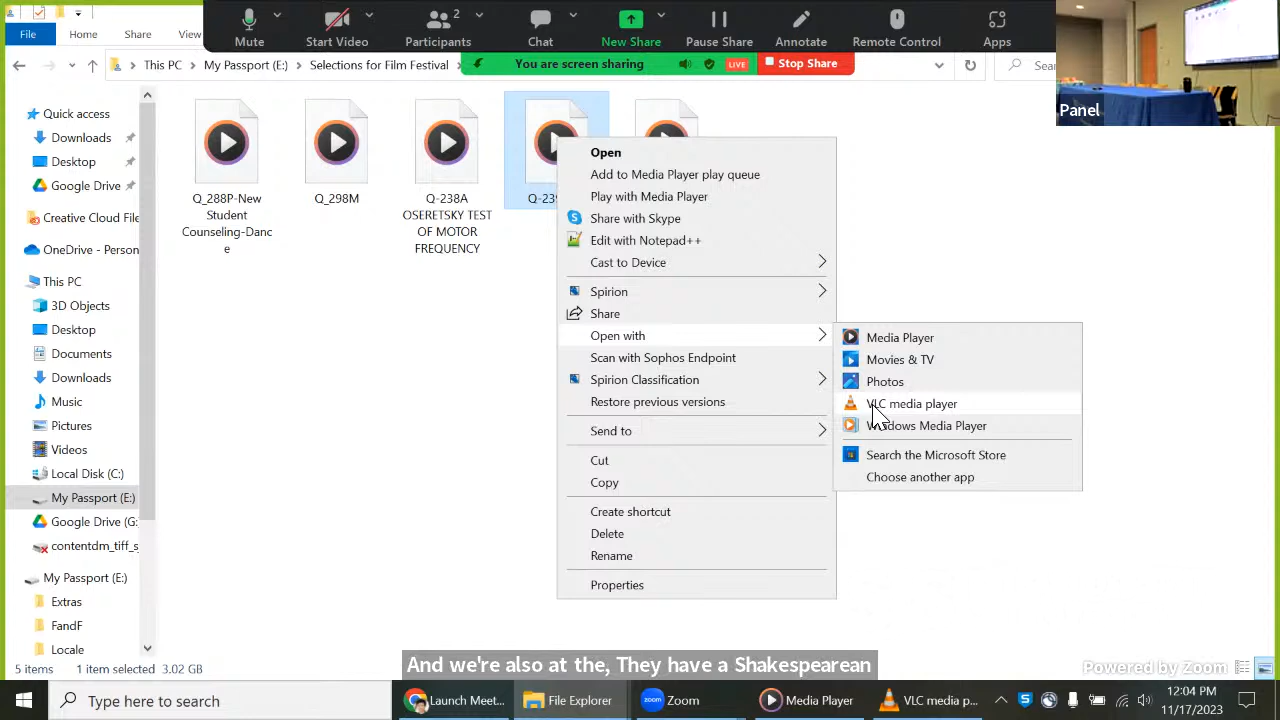 Mute
Start Video
Participants
2
Chat
New Share
Pause Share
Annotate
Remote Control
Apps
Panel
You are screen sharing
LIVE
Stop Share
File
Home
Share
View
This PC
My Passport (E:)
Selections for Film Festival
Quick access
Downloads
Desktop
Google Drive
Creative Cloud File
OneDrive - Person
This PC
3D Objects
Desktop
Documents
Downloads
Music
Pictures
Videos
Local Disk (C:)
My Passport (E:)
Google Drive (G:
contentdm_tiff_s
My Passport (E:)
Extras
FandF
Locale
Q_288P-New
Student
Counseling-Danc
e
Q_298M
Q-238A
OSERETSKY TEST
OF MOTOR
FREQUENCY
Open
Add to Media Player play queue
Play with Media Player
Share with Skype
Edit with Notepad++
Cast to Device
Spirion
Share
Open with
Scan with Sophos Endpoint
Spirion Classification
Restore previous versions
Send to
Cut
Copy
Create shortcut
Delete
Rename
Properties
Media Player
Movies & TV
Photos
VLC media player
Windows Media Player
Search the Microsoft Store
Choose another app
And we're also at the, They have a Shakespearean
Powered by Zoom
5 items
1 item selected
3.02 GB
Type here to search
Launch Meet...
File Explorer
Zoom
Media Player
VLC media p...
12:04 PM
11/17/2023